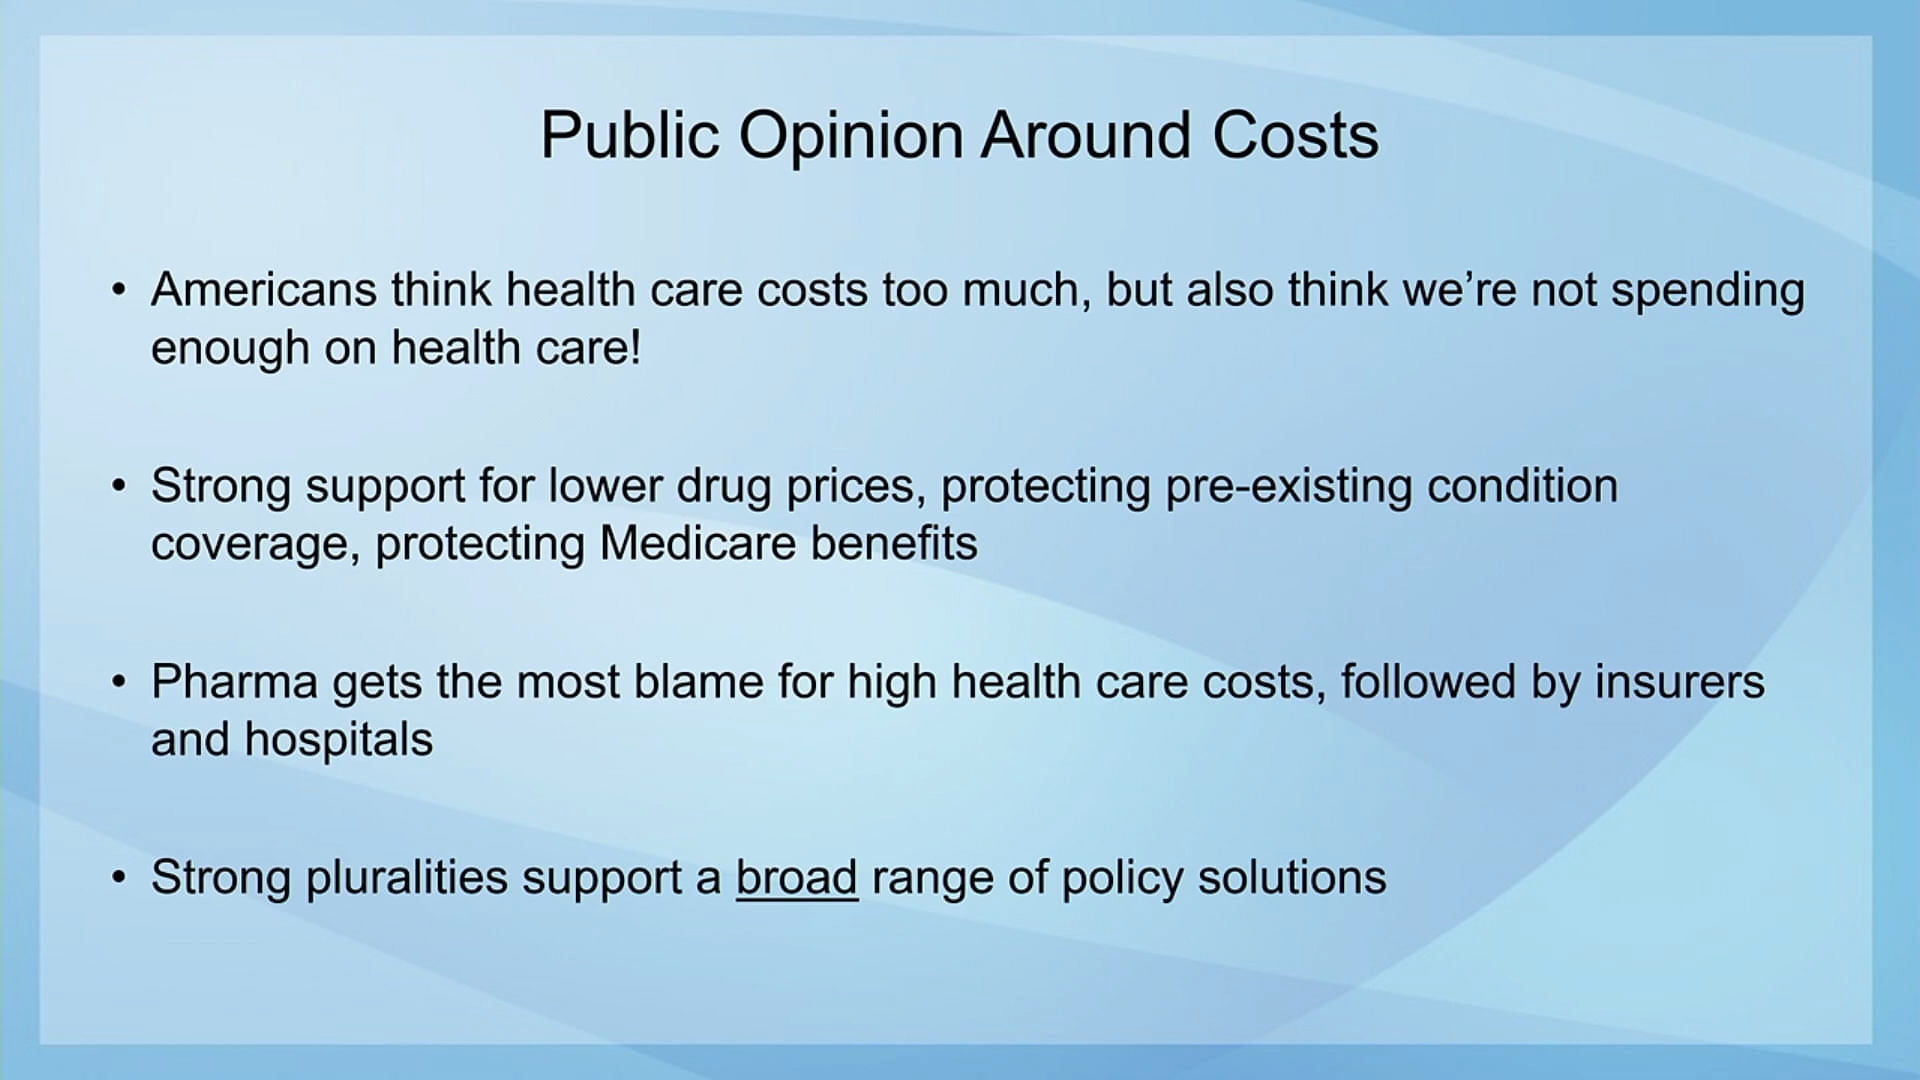 Public Opinion Around Costs
• Americans think health care costs too much, but also think we’re not spending
enough on health care!
• Strong support for lower drug prices, protecting pre-existing condition
coverage, protecting Medicare benefits
• Pharma gets the most blame for high health care costs, followed by insurers
and hospitals
• Strong pluralities support a broad range of policy solutions